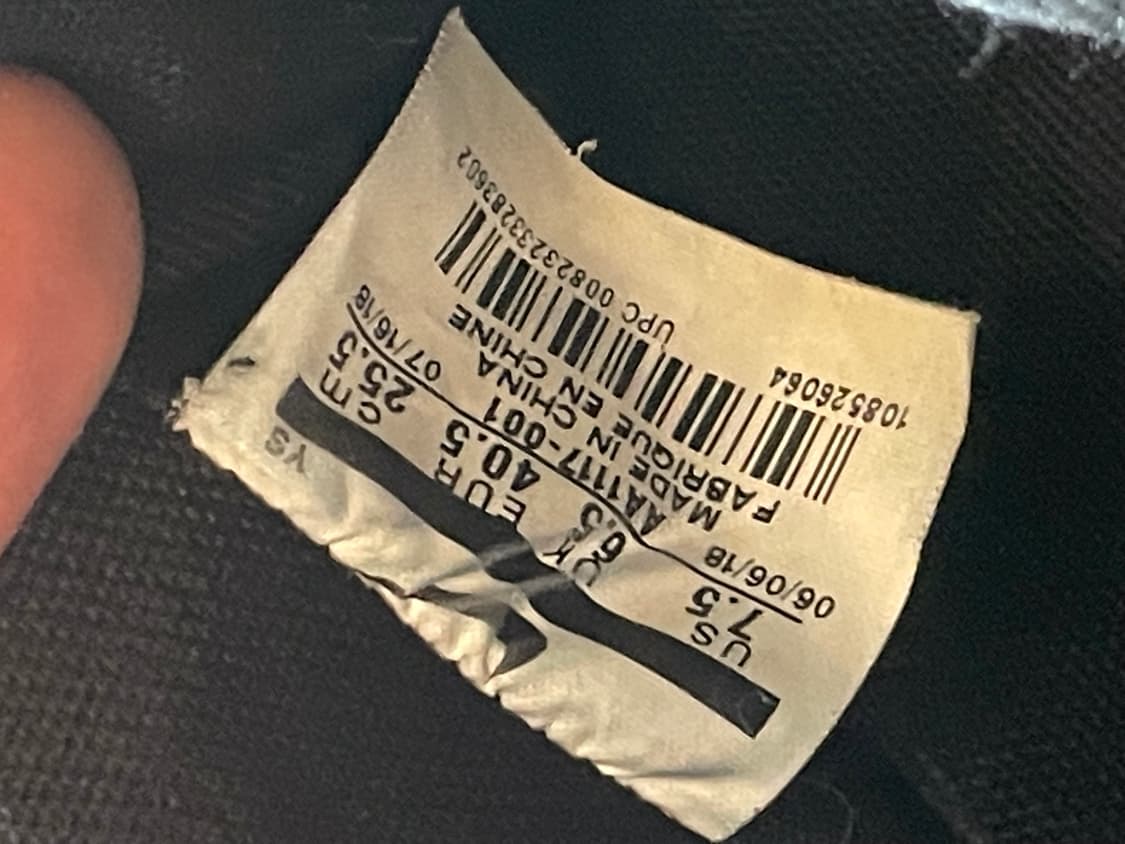 YS
US UK EUR cm
7.5 6.5 40.5 25.5
06/06/18 07/16/18
AA1117-001
MADE IN CHINA
FABRIQUE EN CHINE
108526064
UPC 00823233283602